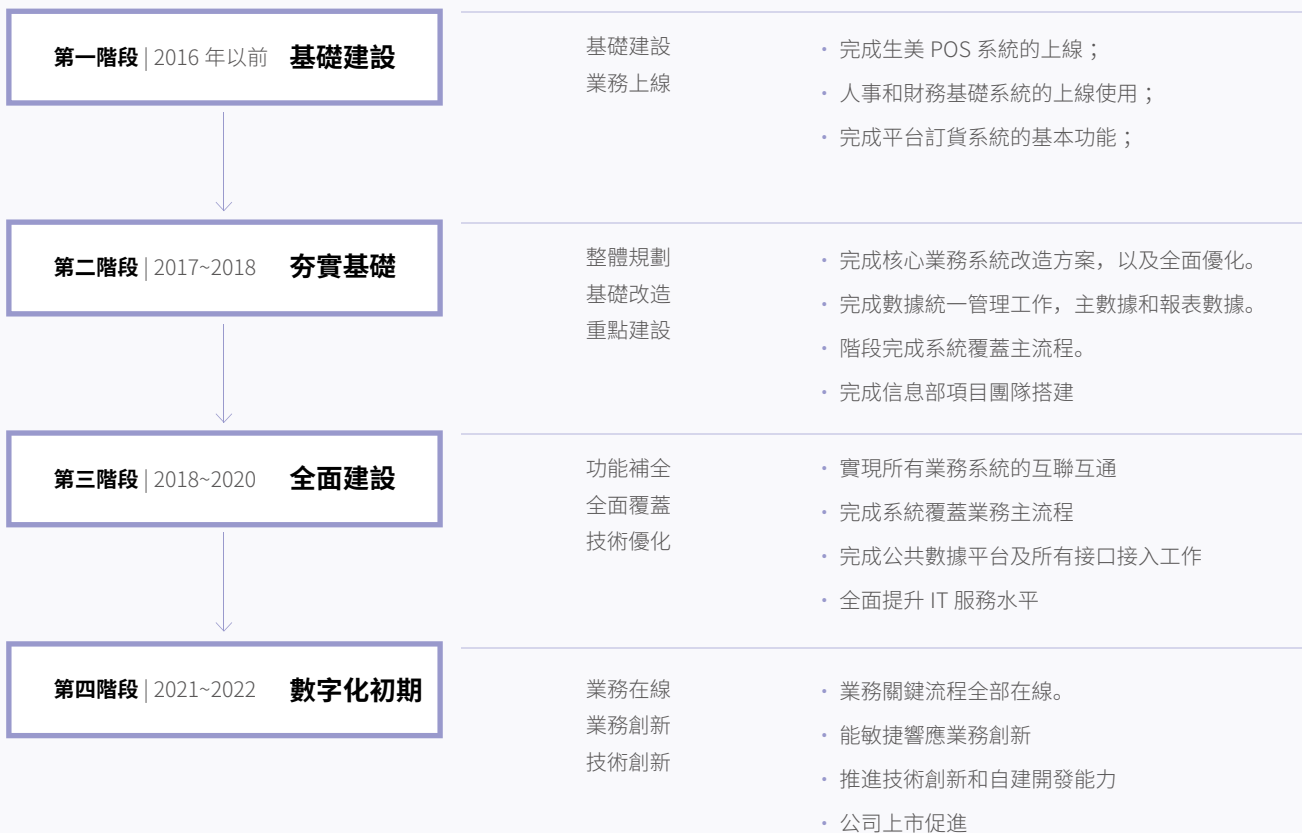 第一階段 | 2016 年以前 基礎建設
基礎建設
業務上線
· 完成生美 POS 系統的上線；
· 人事和財務基礎系統的上線使用；
· 完成平台訂貨系統的基本功能；
第二階段 | 2017~2018 夯實基礎
整體規劃
基礎改造
重點建設
· 完成核心業務系統改造方案，以及全面優化。
· 完成數據統一管理工作，主數據和報表數據。
· 階段完成系統覆蓋主流程。
· 完成信息部項目團隊搭建
第三階段 | 2018~2020 全面建設
功能補全
全面覆蓋
技術優化
· 實現所有業務系統的互聯互通
· 完成系統覆蓋業務主流程
· 完成公共數據平台及所有接口接入工作
· 全面提升 IT 服務水平
第四階段 | 2021~2022 數字化初期
業務在線
業務創新
技術創新
· 業務關鍵流程全部在線。
· 能敏捷響應業務創新
· 推進技術創新和自建開發能力
· 公司上市促進